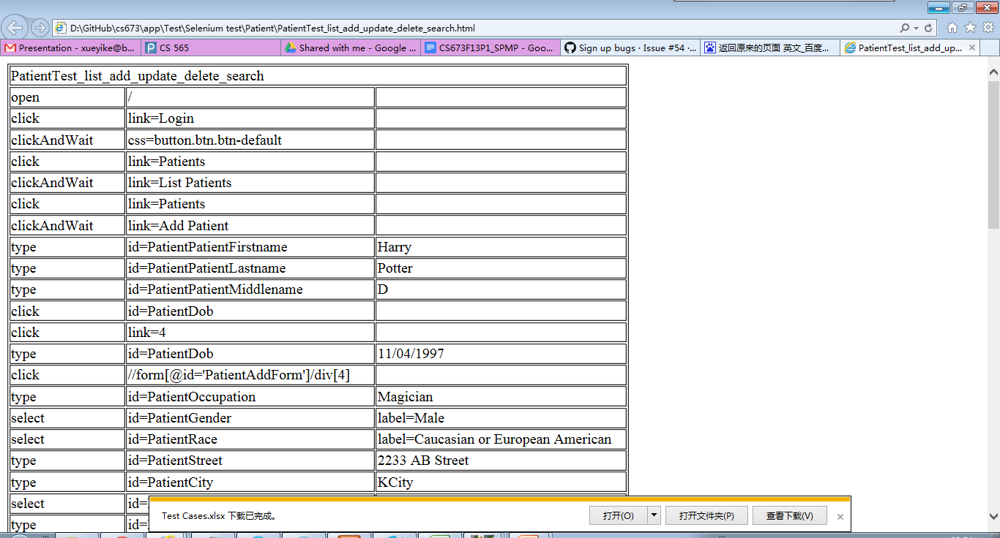 D:\GitHub\cs673\app\Test\Selenium test\Patient\PatientTest_list_add_update_delete_search.html
Presentation - xueyike@b...
CS 565
Shared with me - Google ...
CS673F13P1_SPMP - Goo...
Sign up bugs · Issue #54 ·...
返回原来的页面 英文_百度...
PatientTest_list_add_up...
PatientTest_list_add_update_delete_search
open /
click link=Login
clickAndWait css=button.btn.btn-default
click link=Patients
clickAndWait link=List Patients
click link=Patients
clickAndWait link=Add Patient
type id=PatientPatientFirstname Harry
type id=PatientPatientLastname Potter
type id=PatientPatientMiddlename D
click id=PatientDob
click link=4
type id=PatientDob 11/04/1997
click //form[@id='PatientAddForm']/div[4]
type id=PatientOccupation Magician
select id=PatientGender label=Male
select id=PatientRace label=Caucasian or European American
type id=PatientStreet 2233 AB Street
type id=PatientCity KCity
select id=
type id=
Test Cases.xlsx 下载已完成。
打开(O)
打开文件夹(P)
查看下载(V)